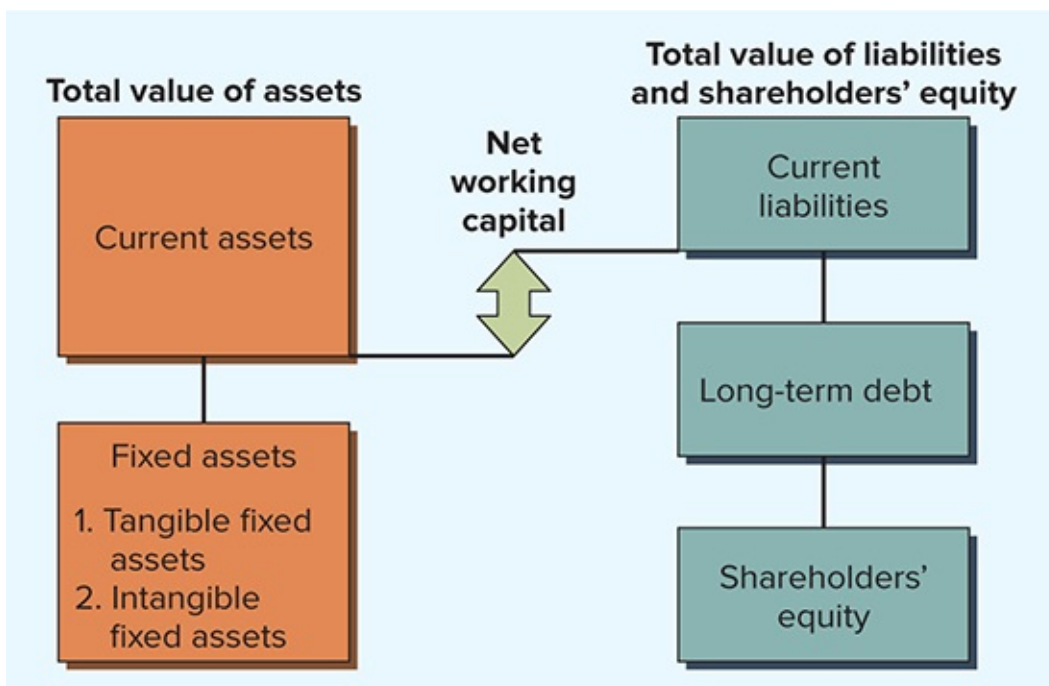 Total value of assets
Current assets
Fixed assets
1. Tangible fixed
assets
2. Intangible
fixed assets
Net
working
capital
Total value of liabilities
and shareholders’ equity
Current
liabilities
Long-term debt
Shareholders’
equity